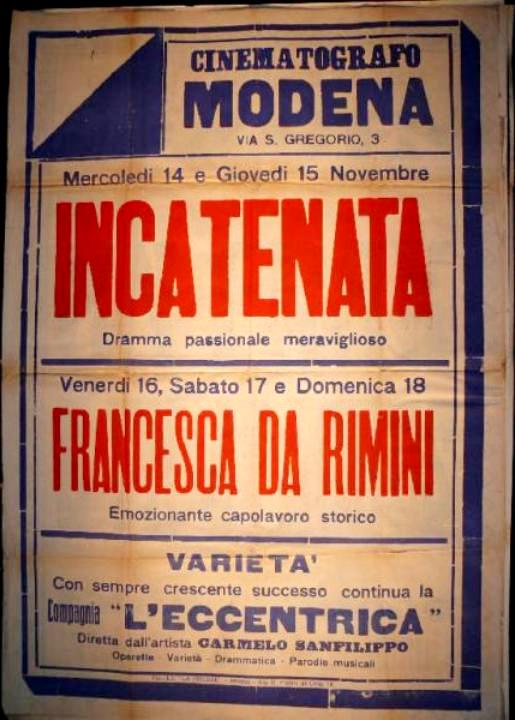 CINEMATOGRAFO
MODENA
VIA S. GREGORIO, 3
Mercoledì 14 e Giovedì 15 Novembre
INCATENATA
Dramma passionale meraviglioso
Venerdì 16, Sabato 17 e Domenica 18
FRANCESCA DA RIMINI
Emozionante capolavoro storico
VARIETA'
Con sempre crescente successo continua la
Compagnia "L'ECCENTRICA"
Diretta dall'artista CARMELO SANFILIPPO
Operette - Varietà - Drammatica - Parodie musicali